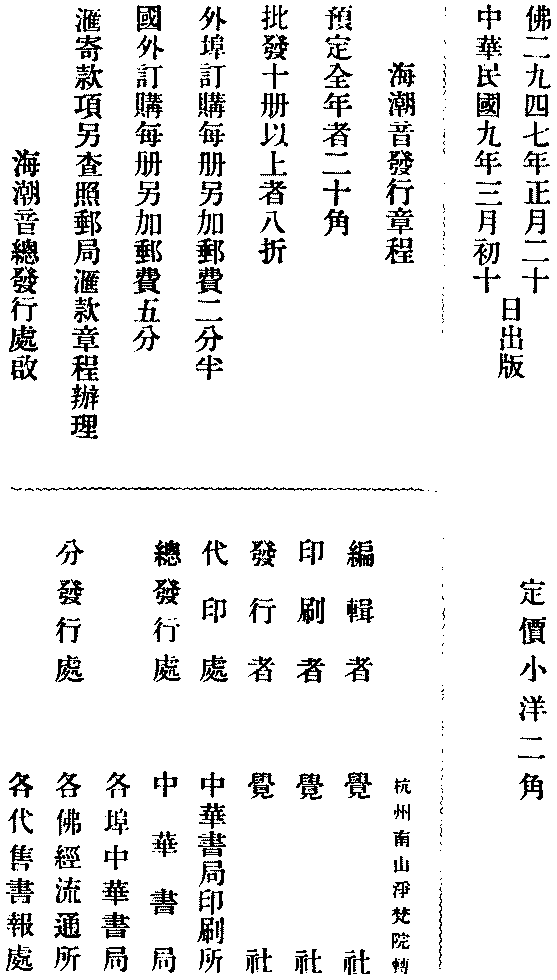 佛二九四七年正月二十
中華民國九年三月初十
日出版
定價小洋二角
海潮音發行章程
預定全年者二十角
批發十册以上者八折
外埠訂購每册另加郵費二分半
國外訂購每册另加郵費五分
滙寄款項另查照郵局滙款章程辦理
海潮音總發行處啟
杭州南山淨梵院轉
編輯者 覺社
印刷者 覺社
發行者 覺社
代印處 中華書局印刷所
總發行處 中華書局
各埠中華書局
分發行處 各佛經流通所
各代售書報處